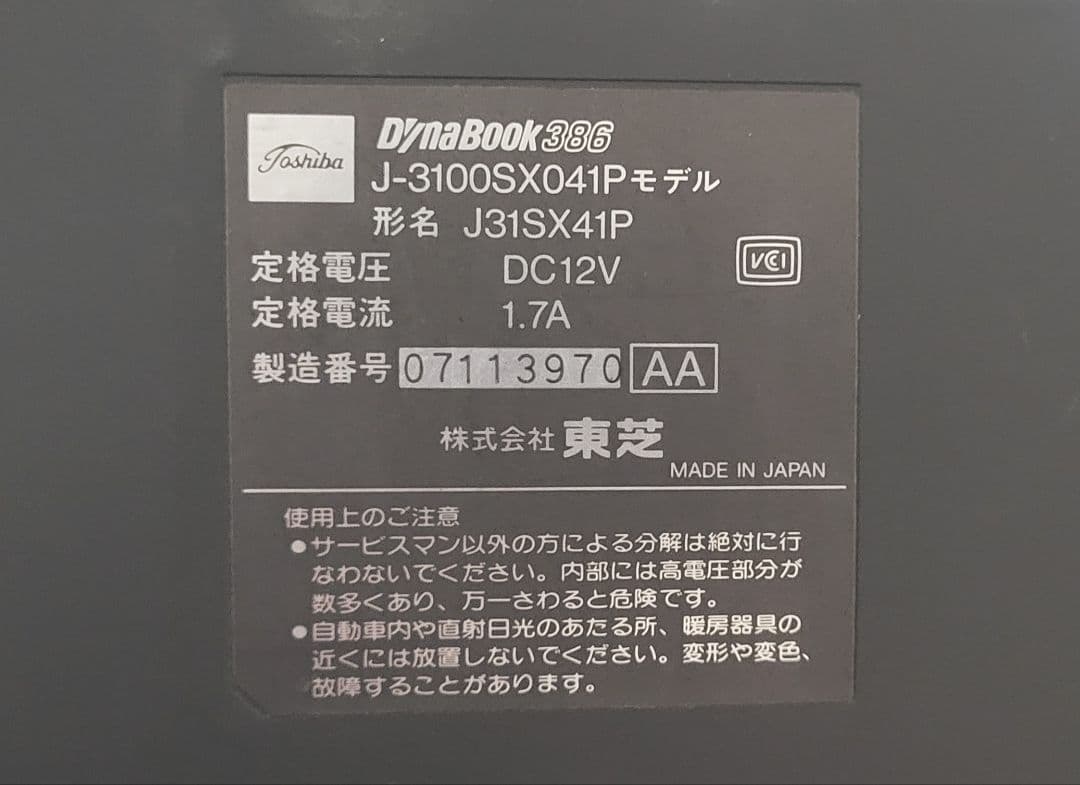 Toshiba
DynaBook386
J-3100SX041Pモデル
形名 J31SX41P
定格電圧 DC12V
VCI
定格電流 1.7A
製造番号 07113970 AA
株式会社 東芝
MADE IN JAPAN
使用上のご注意
●サービスマン以外の方による分解は絶対に行
なわないでください。内部には高電圧部分が
数多くあり、万一さわると危険です。
●自動車内や直射日光のあたる所、暖房器具の
近くには放置しないでください。変形や変色、
故障することがあります。